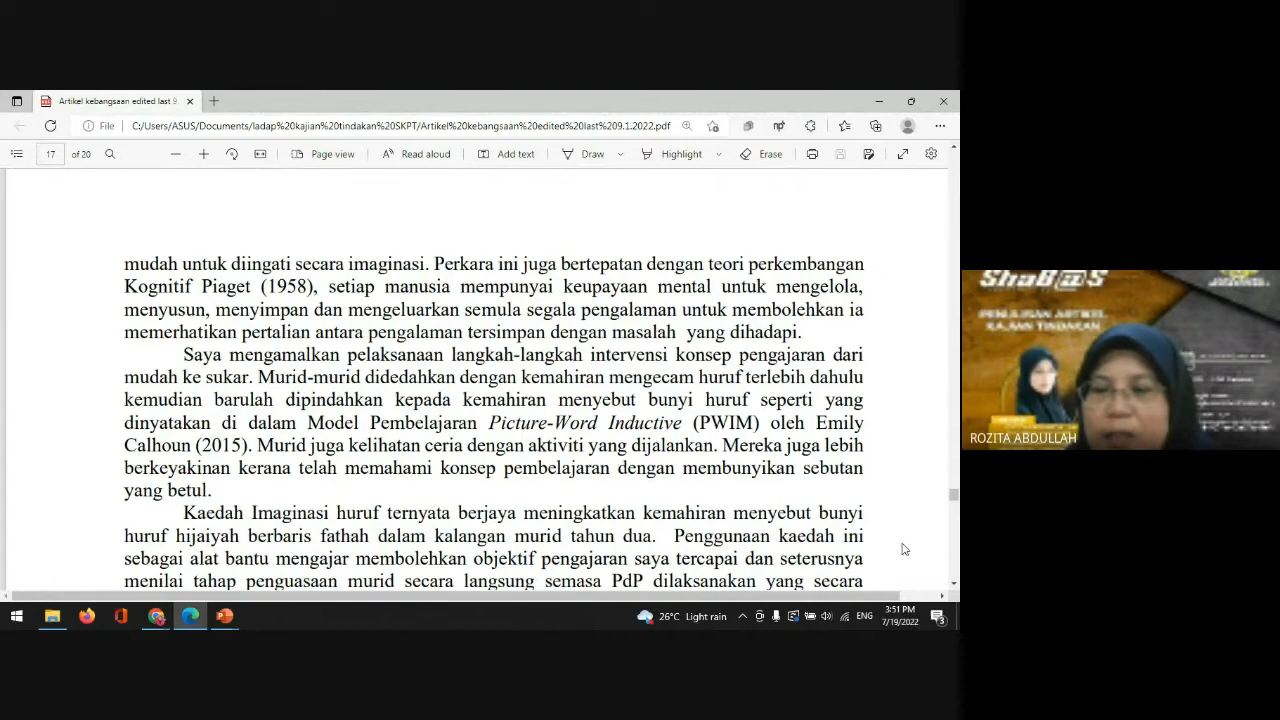 Artikel kebangsaan edited last 9.
File C:/Users/ASUS/Documents/ladap%20kajian%20tindakan%20SKPT/Artikel%20kebangsaan%20edited%20last%209.1.2022.pdf
17 of 20 Page view Read aloud Add text Draw Highlight Erase
mudah untuk diingati secara imaginasi. Perkara ini juga bertepatan dengan teori perkembangan
Kognitif Piaget (1958), setiap manusia mempunyai keupayaan mental untuk mengelola,
menyusun, menyimpan dan mengeluarkan semula segala pengalaman untuk membolehkan ia
memerhatikan pertalian antara pengalaman tersimpan dengan masalah yang dihadapi.
Saya mengamalkan pelaksanaan langkah-langkah intervensi konsep pengajaran dari
mudah ke sukar. Murid-murid didedahkan dengan kemahiran mengecam huruf terlebih dahulu
kemudian barulah dipindahkan kepada kemahiran menyebut bunyi huruf seperti yang
dinyatakan di dalam Model Pembelajaran Picture-Word Inductive (PWIM) oleh Emily
Calhoun (2015). Murid juga kelihatan ceria dengan aktiviti yang dijalankan. Mereka juga lebih
berkeyakinan kerana telah memahami konsep pembelajaran dengan membunyikan sebutan
yang betul.
Kaedah Imaginasi huruf ternyata berjaya meningkatkan kemahiran menyebut bunyi
huruf hijaiyah berbaris fathah dalam kalangan murid tahun dua. Penggunaan kaedah ini
sebagai alat bantu mengajar membolehkan objektif pengajaran saya tercapai dan seterusnya
menilai tahap penguasaan murid secara langsung semasa PdP dilaksanakan yang secara
26°C Light rain ENG
3:51 PM
7/19/2022
3
Shab@S
PENULISAN ARTIKEL
KAJIAN TINDAKAN
ROZITA ABDULLAH